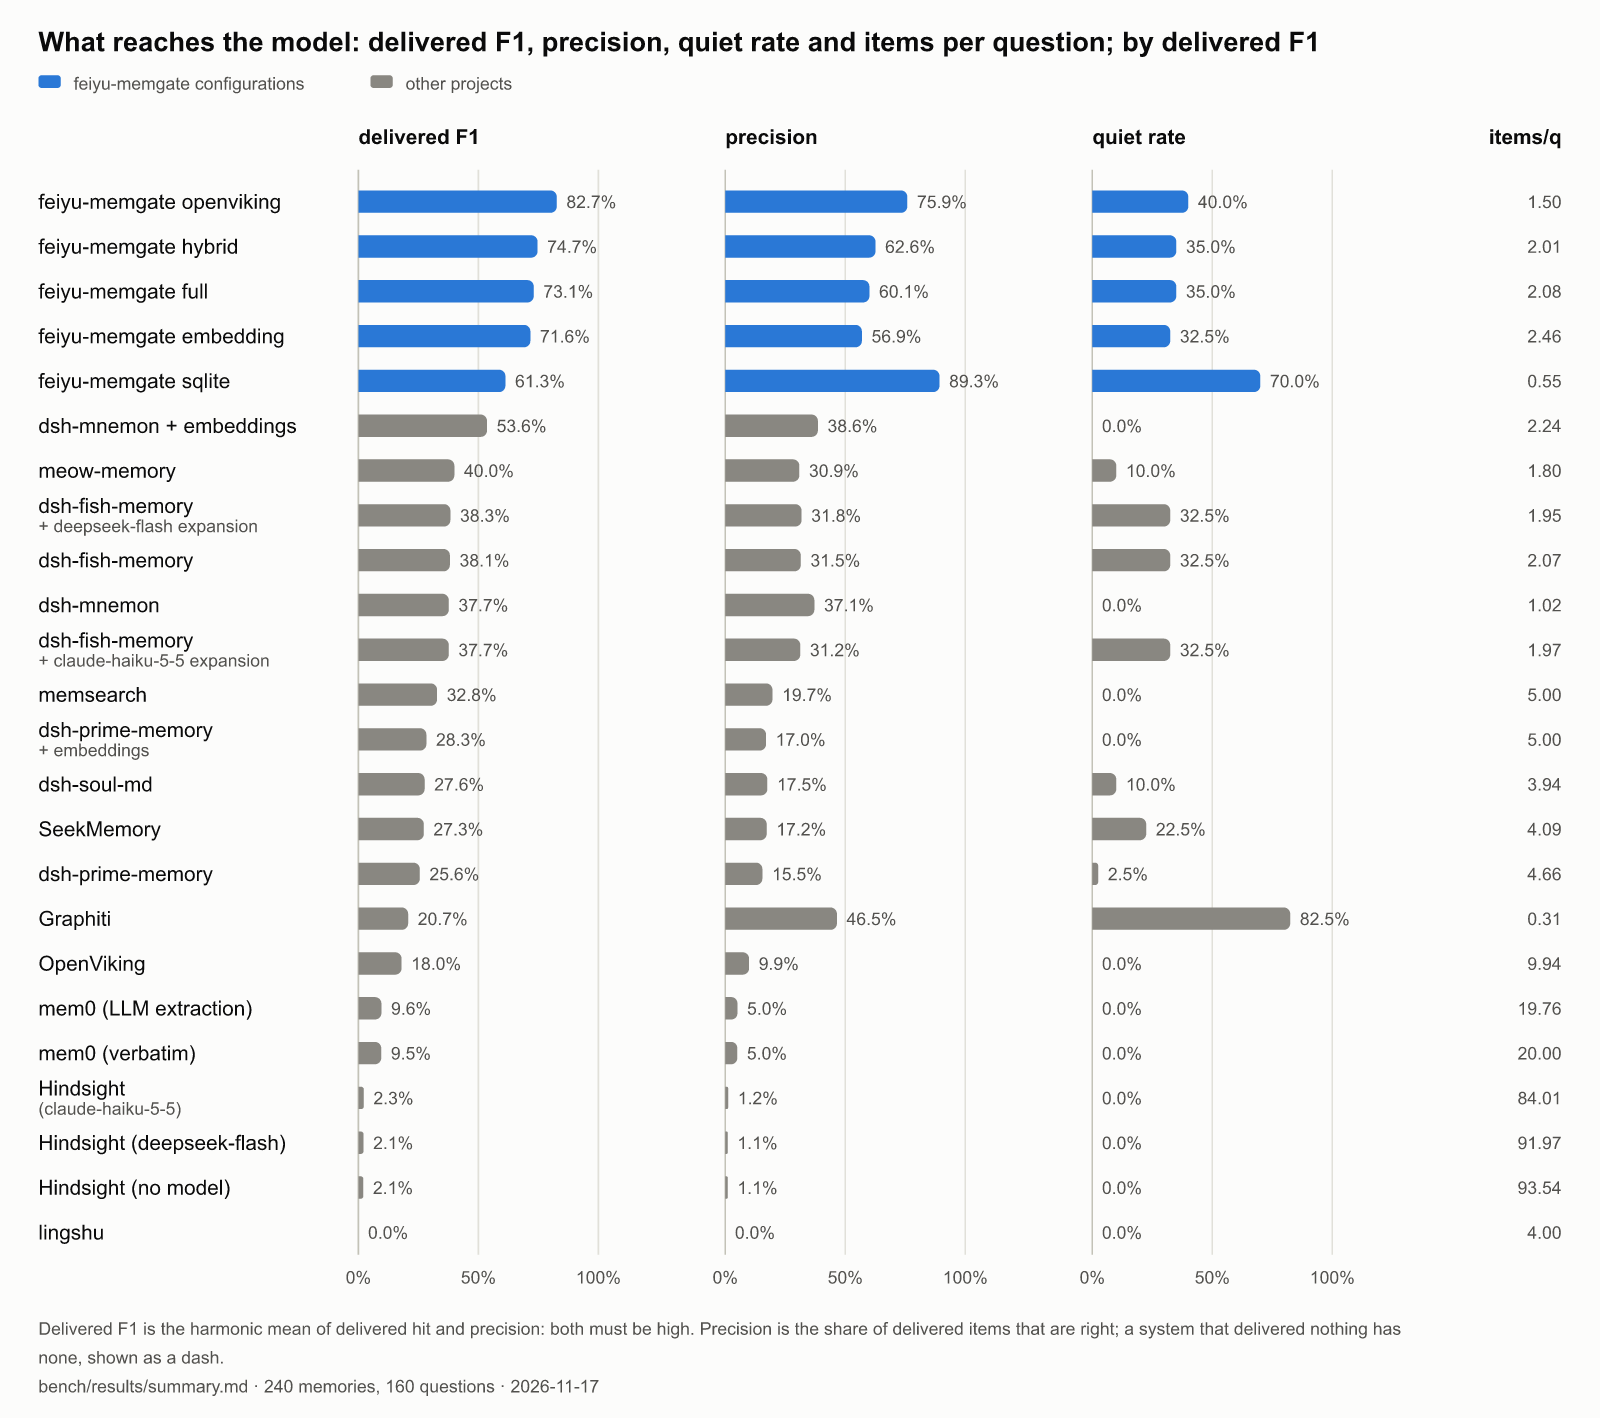 What reaches the model: delivered F1, precision, quiet rate and items per question; by delivered F1
feiyu-memgate configurations other projects
delivered F1 precision quiet rate items/q
feiyu-memgate openviking 82.7% 75.9% 40.0% 1.50
feiyu-memgate hybrid 74.7% 62.6% 35.0% 2.01
feiyu-memgate full 73.1% 60.1% 35.0% 2.08
feiyu-memgate embedding 71.6% 56.9% 32.5% 2.46
feiyu-memgate sqlite 61.3% 89.3% 70.0% 0.55
dsh-mnemon + embeddings 53.6% 38.6% 0.0% 2.24
meow-memory 40.0% 30.9% 10.0% 1.80
dsh-fish-memory
+ deepseek-flash expansion 38.3% 31.8% 32.5% 1.95
dsh-fish-memory 38.1% 31.5% 32.5% 2.07
dsh-mnemon 37.7% 37.1% 0.0% 1.02
dsh-fish-memory
+ claude-haiku-5-5 expansion 37.7% 31.2% 32.5% 1.97
memsearch 32.8% 19.7% 0.0% 5.00
dsh-prime-memory
+ embeddings 28.3% 17.0% 0.0% 5.00
dsh-soul-md 27.6% 17.5% 10.0% 3.94
SeekMemory 27.3% 17.2% 22.5% 4.09
dsh-prime-memory 25.6% 15.5% 2.5% 4.66
Graphiti 20.7% 46.5% 82.5% 0.31
OpenViking 18.0% 9.9% 0.0% 9.94
mem0 (LLM extraction) 9.6% 5.0% 0.0% 19.76
mem0 (verbatim) 9.5% 5.0% 0.0% 20.00
Hindsight
(claude-haiku-5-5) 2.3% 1.2% 0.0% 84.01
Hindsight (deepseek-flash) 2.1% 1.1% 0.0% 91.97
Hindsight (no model) 2.1% 1.1% 0.0% 93.54
lingshu 0.0% 0.0% 0.0% 4.00
0% 50% 100% 0% 50% 100% 0% 50% 100%
Delivered F1 is the harmonic mean of delivered hit and precision: both must be high. Precision is the share of delivered items that are right; a system that delivered nothing has
none, shown as a dash.
bench/results/summary.md · 240 memories, 160 questions · 2026-11-17